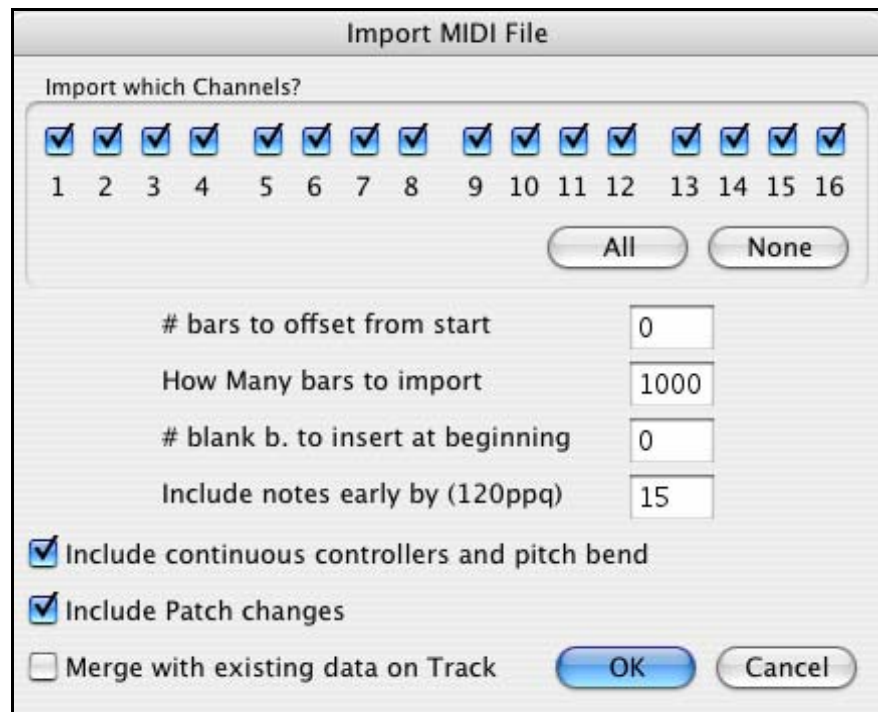 Import MIDI File
Import which Channels?
1 2 3 4 5 6 7 8 9 10 11 12 13 14 15 16
All None
# bars to offset from start 0
How Many bars to import 1000
# blank b. to insert at beginning 0
Include notes early by (120ppq) 15
Include continuous controllers and pitch bend
Include Patch changes
Merge with existing data on Track OK Cancel